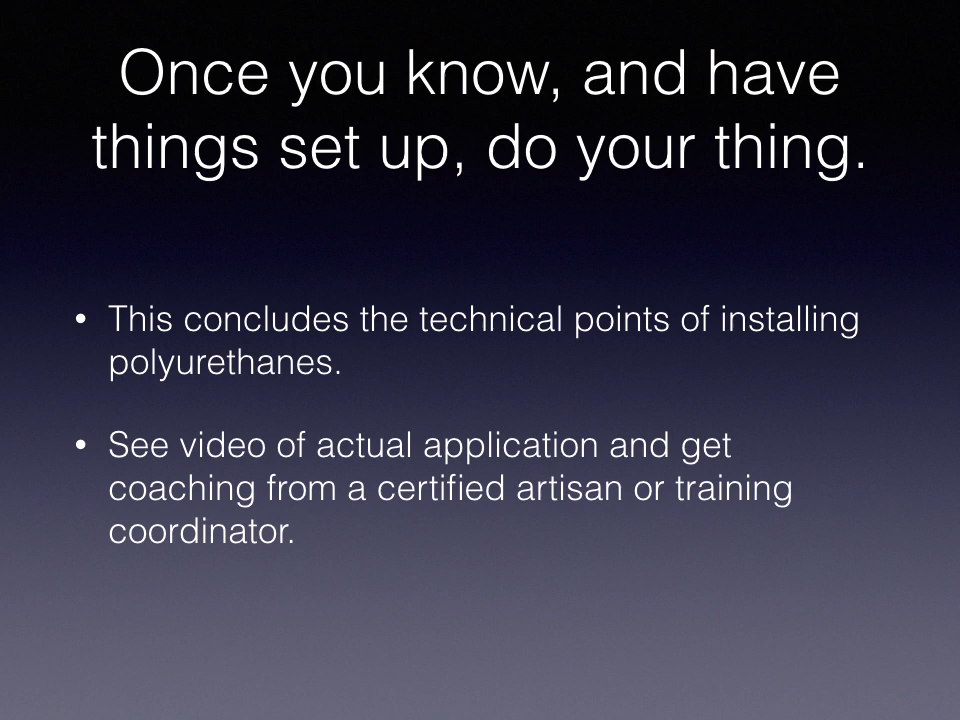 Once you know, and have
things set up, do your thing.
• This concludes the technical points of installing
polyurethanes.
• See video of actual application and get
coaching from a certified artisan or training
coordinator.